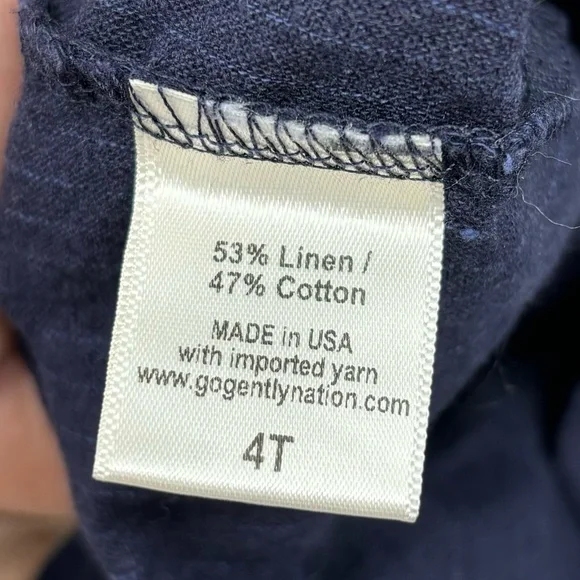 53% Linen /
47% Cotton
MADE in USA
with imported yarn
www.gogentlynation.com
4T